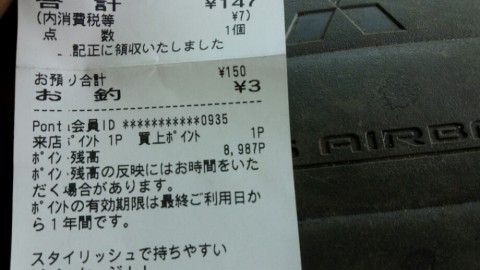 合計 ¥147
(内消費税等 ¥7)
点 数 1個
上記正に領収いたしました
お預り合計 ¥150
お 釣 ¥3
Ponta会員ID ***********0935
来店ﾎﾟｲﾝﾄ 1P 買上ﾎﾟｲﾝﾄ 1P
ﾎﾟｲﾝﾄ残高 8,987P
ﾎﾟｲﾝﾄ残高の反映にはお時間をいた
だく場合があります。
ﾎﾟｲﾝﾄの有効期限は最終ご利用日か
ら1年間です。
スタイリッシュで持ちやすい
SRS AIRBAG